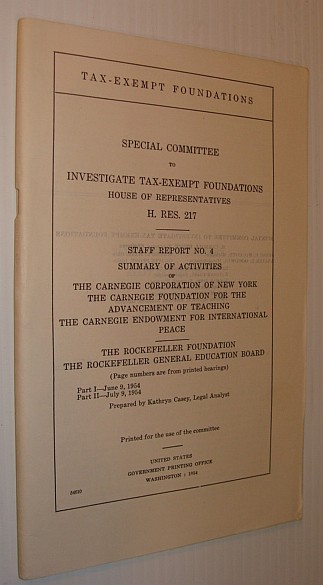 TAX-EXEMPT FOUNDATIONS
SPECIAL COMMITTEE
TO
INVESTIGATE TAX-EXEMPT FOUNDATIONS
HOUSE OF REPRESENTATIVES
H. RES. 217
STAFF REPORT NO. 4
SUMMARY OF ACTIVITIES
OF
THE CARNEGIE CORPORATION OF NEW YORK
THE CARNEGIE FOUNDATION FOR THE
ADVANCEMENT OF TEACHING
THE CARNEGIE ENDOWMENT FOR INTERNATIONAL
PEACE
THE ROCKEFELLER FOUNDATION
THE ROCKEFELLER GENERAL EDUCATION BOARD
(Page numbers are from printed hearings)
Part I—June 9, 1954
Part II—July 9, 1954
Prepared by Kathryn Casey, Legal Analyst
Printed for the use of the committee
UNITED STATES
GOVERNMENT PRINTING OFFICE
WASHINGTON : 1954